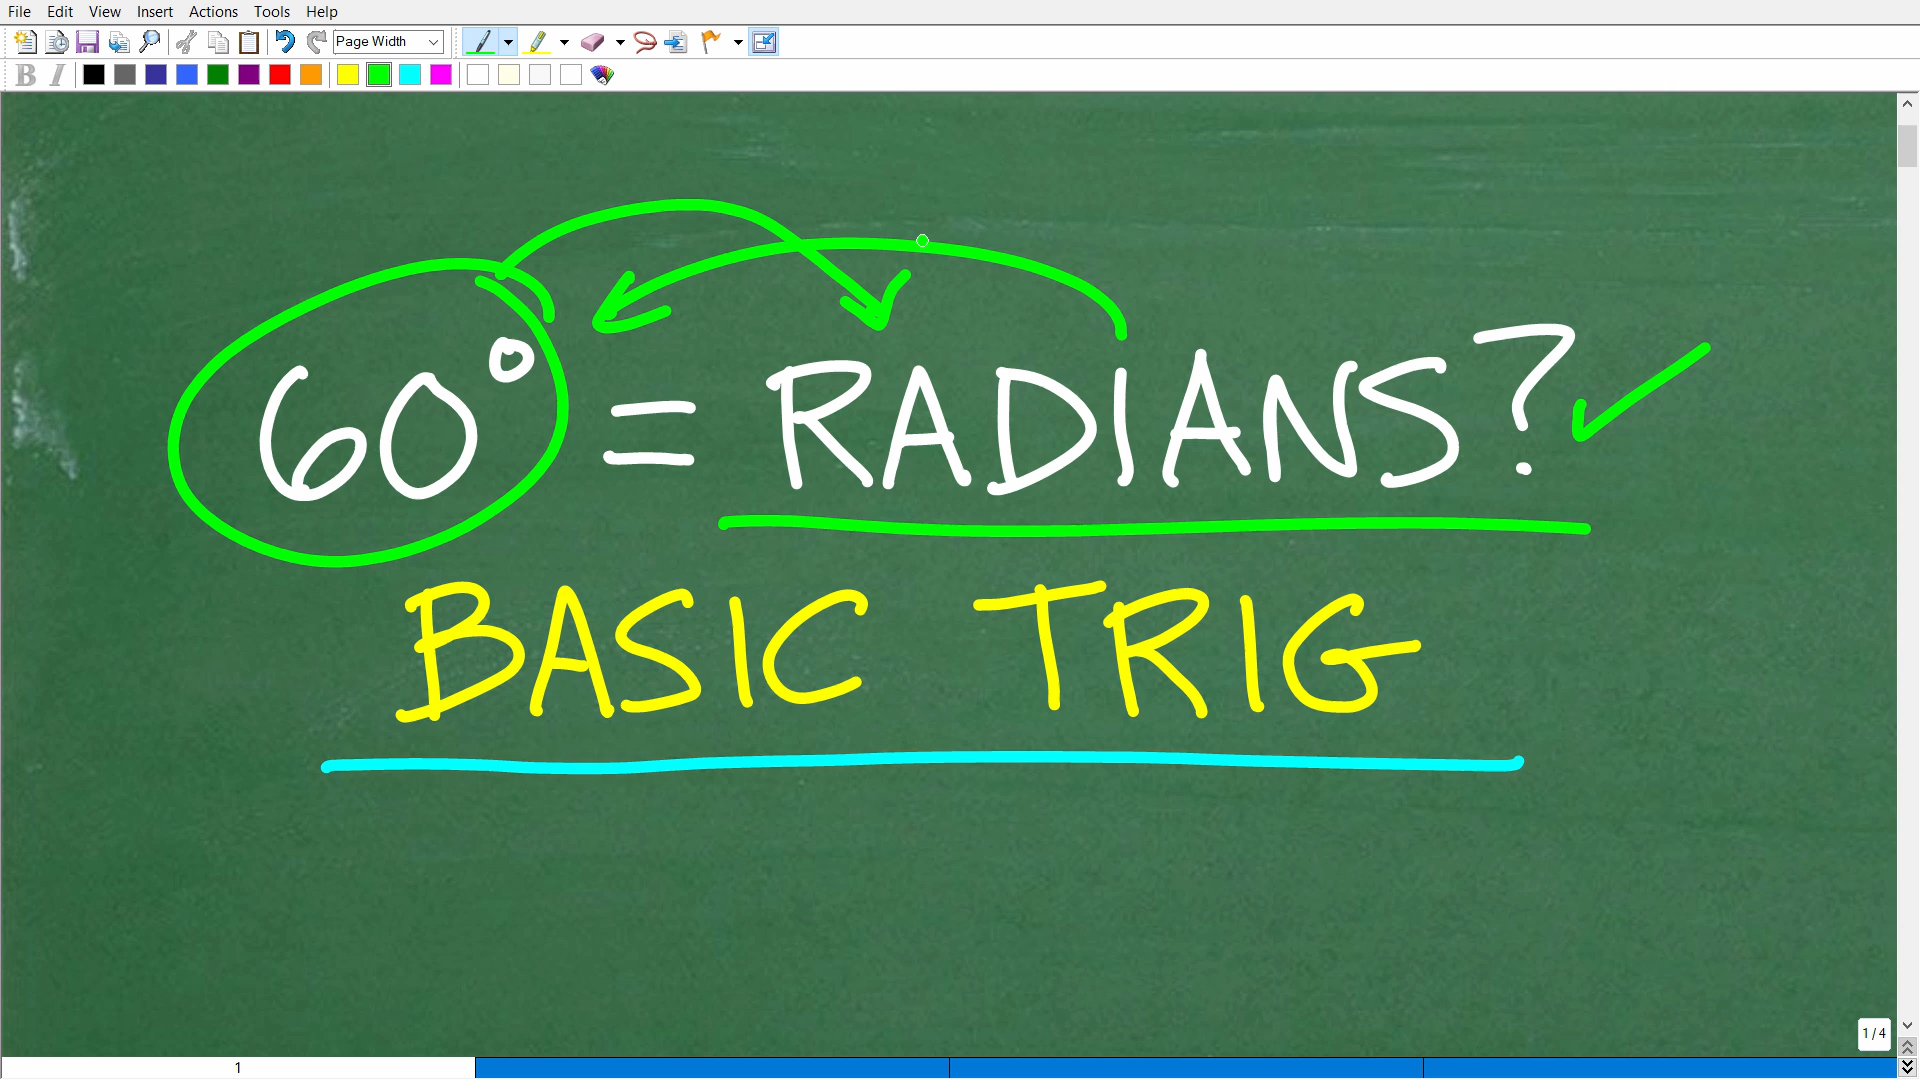 File Edit View Insert Actions Tools Help
Page Width
B I
60° = RADIANS?
BASIC TRIG
1 / 4
1